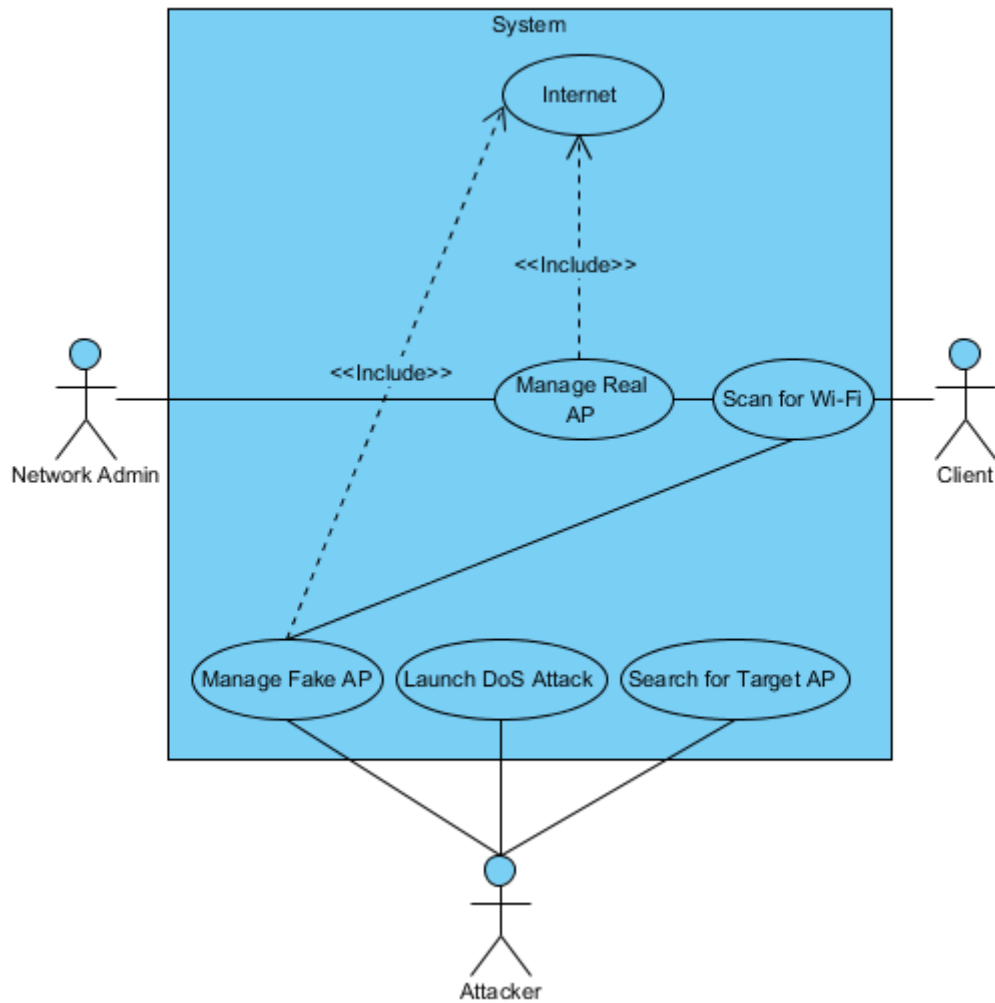 System
Internet
<<Include>>
<<Include>>
Manage Real
AP
Scan for Wi-Fi
Network Admin
Client
Manage Fake AP
Launch DoS Attack
Search for Target AP
Attacker